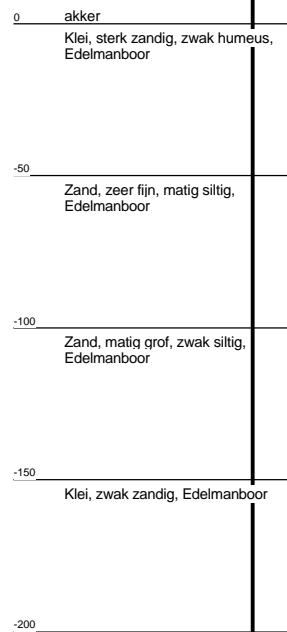 0 akker
Klei, sterk zandig, zwak humeus,
Edelmanboor
-50
Zand, zeer fijn, matig siltig,
Edelmanboor
-100
Zand, matig grof, zwak siltig,
Edelmanboor
-150
Klei, zwak zandig, Edelmanboor
-200